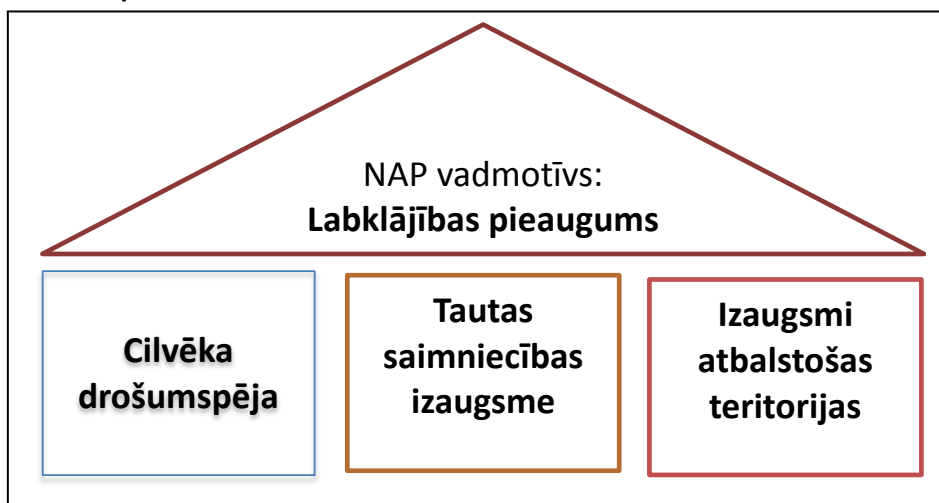 NAP vadmotīvs:
Labklājības pieaugums
Cilvēka
drošumspēja
Tautas
saimniecības
izaugsme
Izaugsmi
atbalstošas
teritorijas